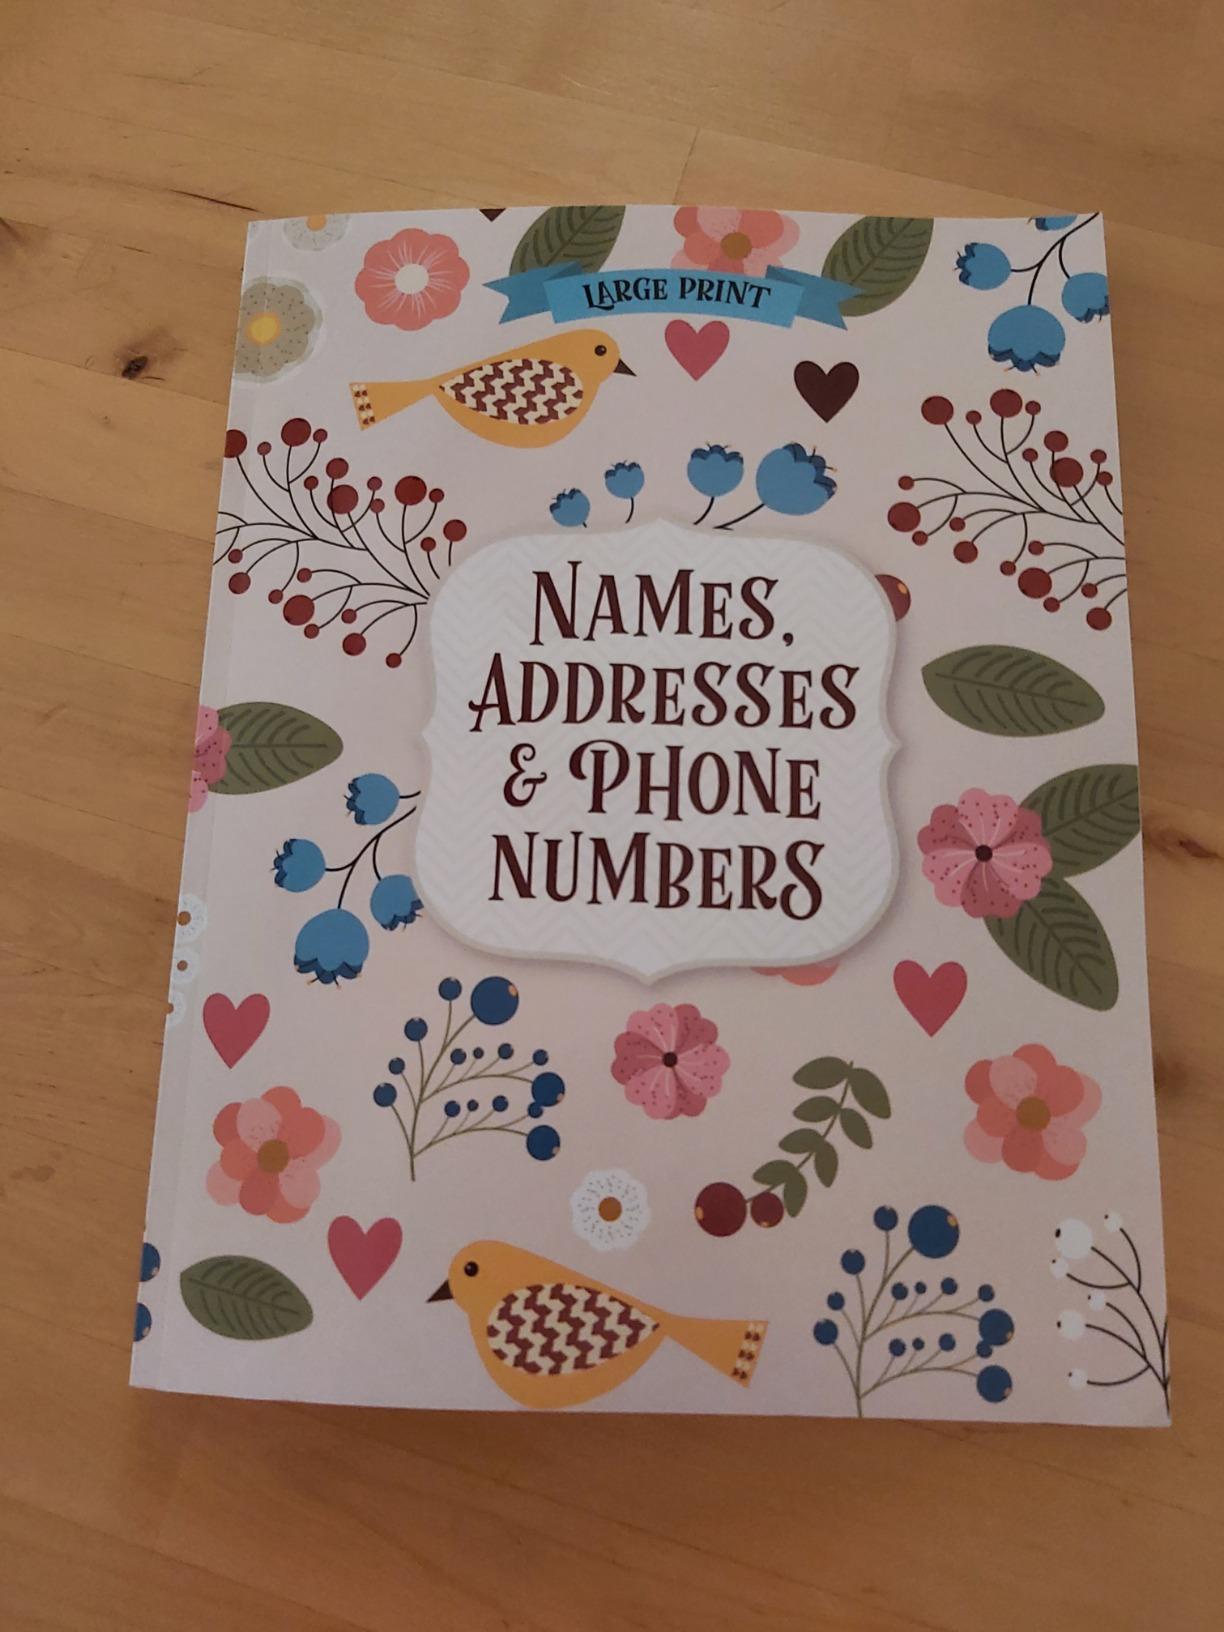 LARGE PRINT
NAMES,
ADDRESSES
& PHONE
NUMBERS